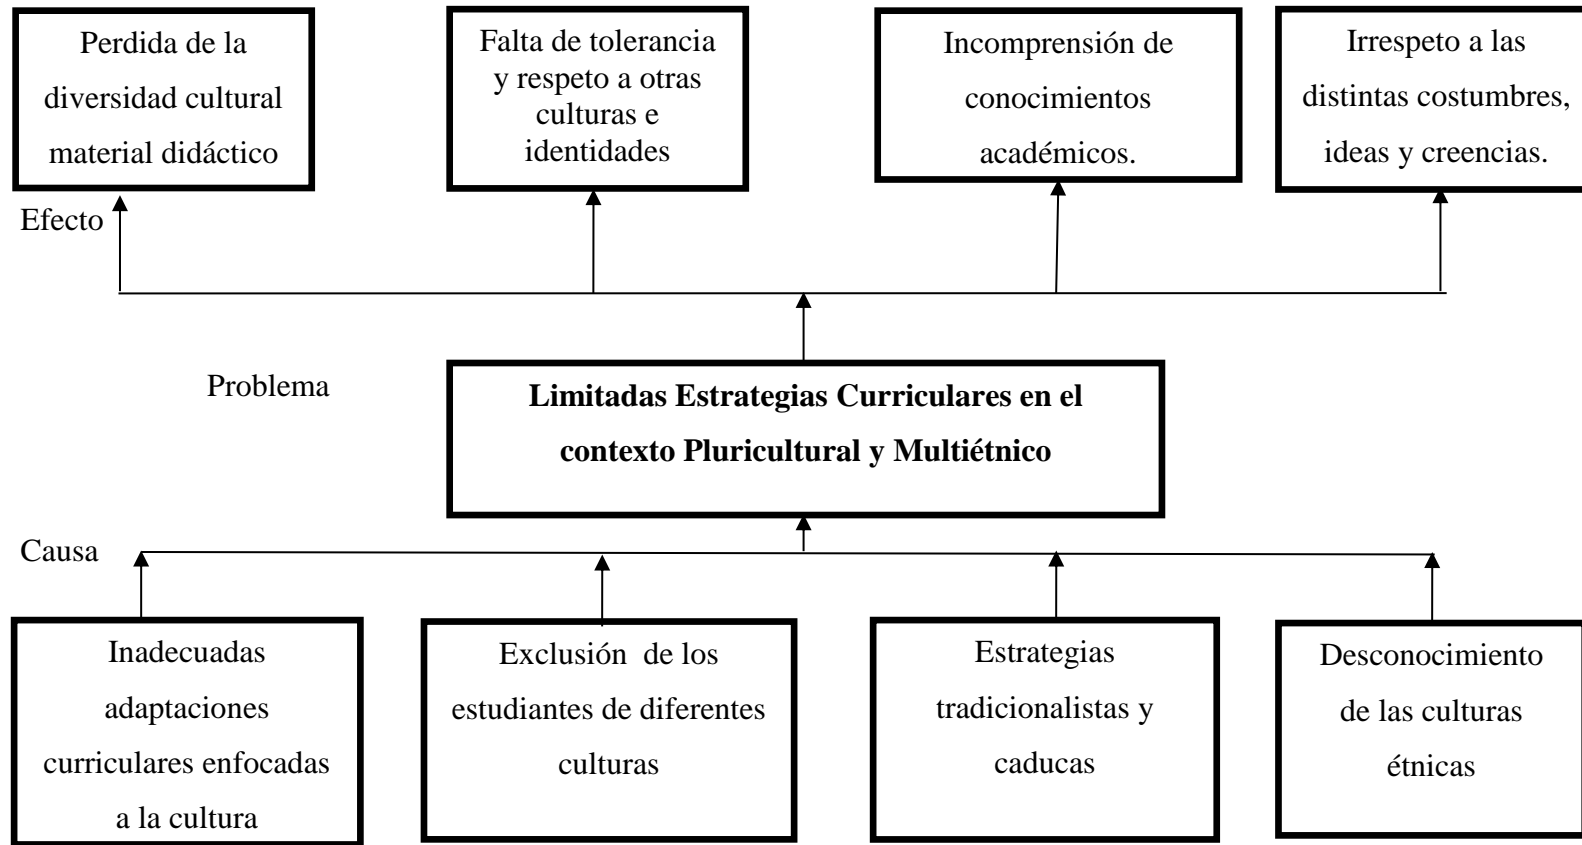 Perdida de la
diversidad cultural
material didáctico
Falta de tolerancia
y respeto a otras
culturas e
identidades
Incomprensión de
conocimientos
académicos.
Irrespeto a las
distintas costumbres,
ideas y creencias.
Efecto
Problema
Limitadas Estrategias Curriculares en el
contexto Pluricultural y Multiétnico
Causa
Inadecuadas
adaptaciones
curriculares enfocadas
a la cultura
Exclusión de los
estudiantes de diferentes
culturas
Estrategias
tradicionalistas y
caducas
Desconocimiento
de las culturas
étnicas